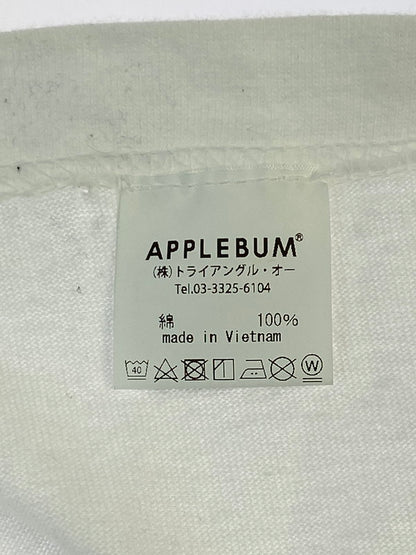 APPLEBUM®
(株)トライアングル・オー
Tel.03-3325-6104
綿 100%
made in Vietnam
40 W